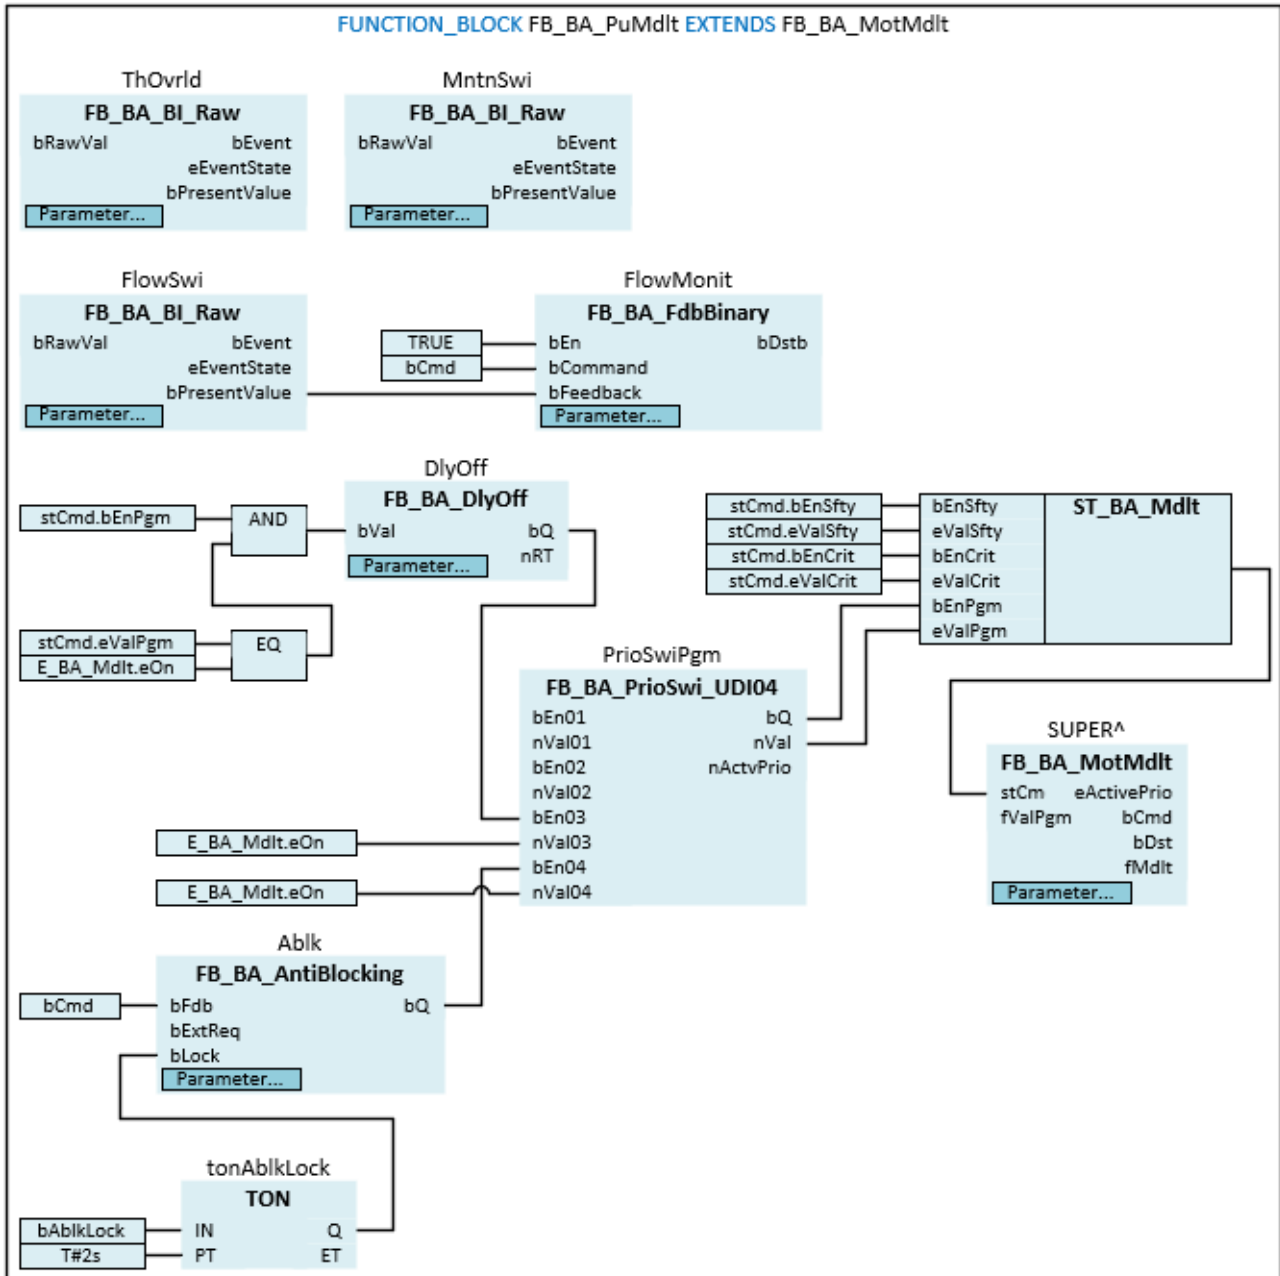 FUNCTION_BLOCK FB_BA_PuMdlt EXTENDS FB_BA_MotMdlt
ThOvrld
FB_BA_BI_Raw
bRawVal bEvent
eEventState
bPresentValue
Parameter...
MntnSwi
FB_BA_BI_Raw
bRawVal bEvent
eEventState
bPresentValue
Parameter...
FlowSwi
FB_BA_BI_Raw
bRawVal bEvent
eEventState
bPresentValue
Parameter...
FlowMonit
FB_BA_FdbBinary
TRUE bEn bDstb
bCmd bCommand
bFeedback
Parameter...
DlyOff
FB_BA_DlyOff
stCmd.bEnPgm AND bVal bQ
nRT
Parameter...
stCmd.eValPgm EQ
E_BA_Mdlt.eOn
stCmd.bEnSfty bEnSfty ST_BA_Mdlt
stCmd.eValSfty eValSfty
stCmd.bEnCrit bEnCrit
stCmd.eValCrit eValCrit
bEnPgm
eValPgm
PrioSwiPgm
FB_BA_PrioSwi_UDI04
bEn01 bQ
nVal01 nVal
bEn02 nActvPrio
nVal02
bEn03
E_BA_Mdlt.eOn nVal03
bEn04
E_BA_Mdlt.eOn nVal04
SUPER^
FB_BA_MotMdlt
stCm eActivePrio
fValPgm bCmd
bDst
fMdlt
Parameter...
Ablk
FB_BA_AntiBlocking
bCmd bFdb bQ
bExtReq
bLock
Parameter...
tonAblkLock
TON
bAblkLock IN Q
T#2s PT ET